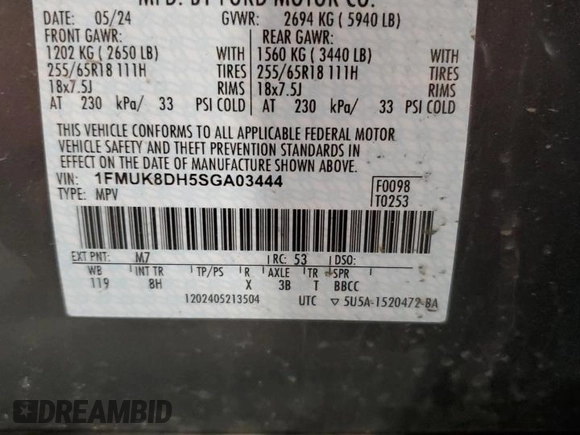 MFD. BY FORD MOTOR CO.
DATE: 05/24 GVWR: 2694 KG ( 5940 LB)
FRONT GAWR: REAR GAWR:
1202 KG ( 2650 LB) WITH 1560 KG ( 3440 LB) WITH
255/65R18 111H TIRES 255/65R18 111H TIRES
18x7.5J RIMS 18x7.5J RIMS
AT 230 kPa/ 33 PSI COLD AT 230 kPa/ 33 PSI COLD
THIS VEHICLE CONFORMS TO ALL APPLICABLE FEDERAL MOTOR
VEHICLE SAFETY AND THEFT PREVENTION STANDARDS IN
EFFECT ON THE DATE OF MANUFACTURE SHOWN ABOVE.
VIN: 1FMUK8DH5SGA03444
TYPE: MPV
F0098
T0253
EXT PNT: M7 RC: 53 DSO:
WB INT TR TP/PS R AXLE TR SPR
119 8H X 3B T BBCC
1202405213504 UTC ▽ 5U5A-1520472-BA
DREAMBID